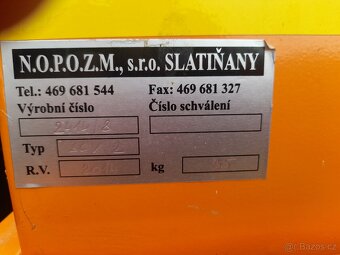 N.O.P.O.Z.M., s.r.o. SLATIŇANY
Tel.: 469 681 544 Fax: 469 681 327
Výrobní číslo Číslo schválení
Typ
R.V. kg
© Bazos.cz